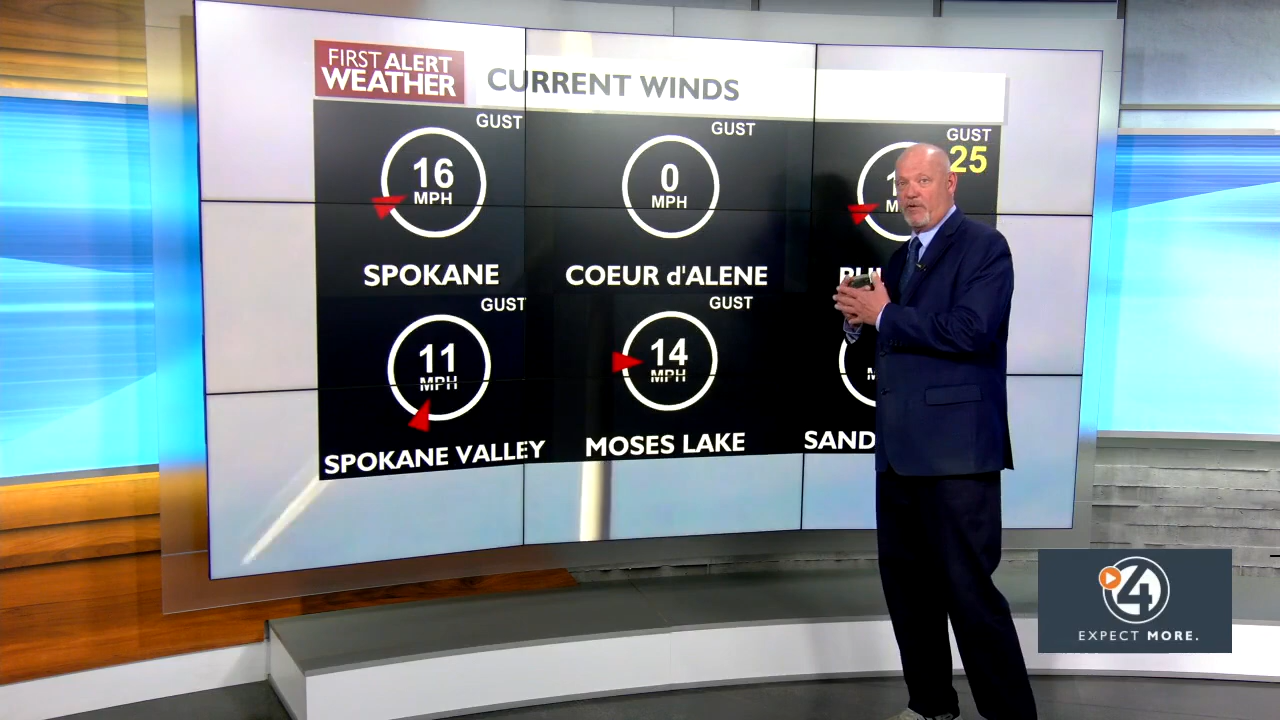 FIRST ALERT
WEATHER
CURRENT WINDS
GUST
16
MPH
SPOKANE
GUST
0
MPH
COEUR d'ALENE
GUST
25
GUST
11
MPH
SPOKANE VALLEY
GUST
14
MPH
MOSES LAKE
4
EXPECT MORE.